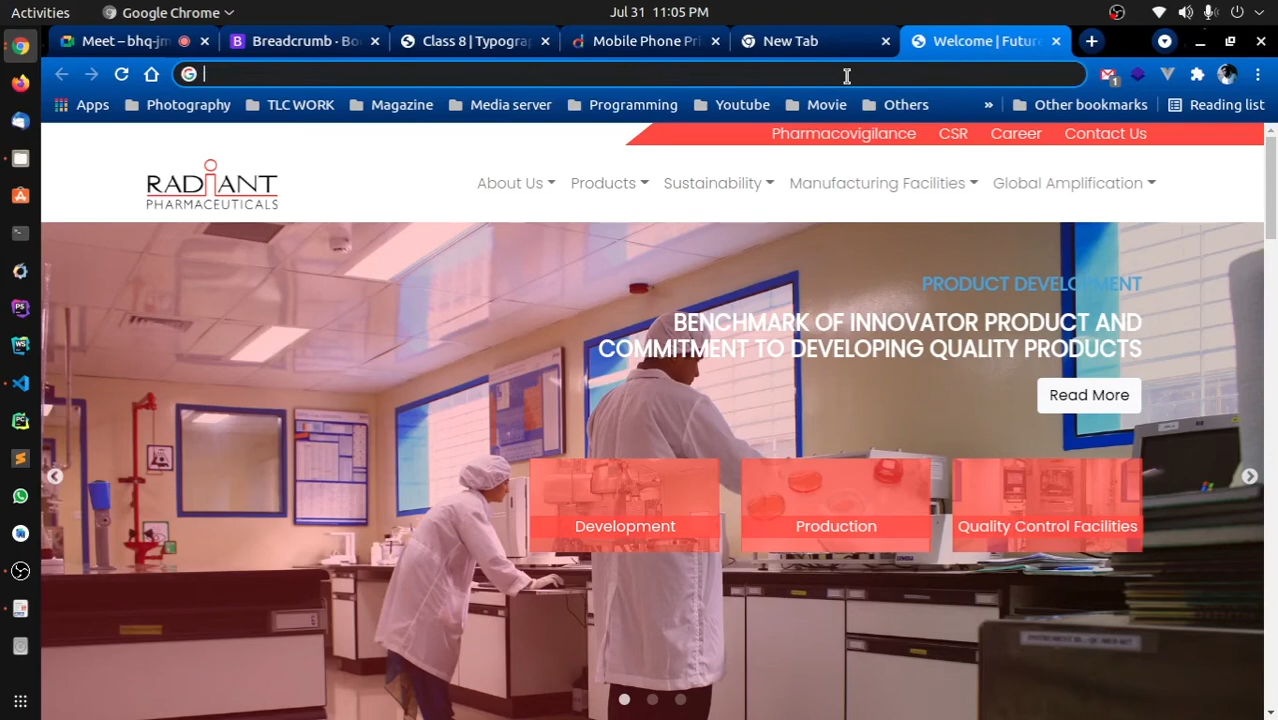 Activities
Google Chrome
Jul 31 11:05 PM
Meet – bhq-jm
Breadcrumb · Bo
Class 8 | Typogra
Mobile Phone Pri
New Tab
Welcome | Futur
Apps
Photography
TLC WORK
Magazine
Media server
Programming
Youtube
Movie
Others
»
Other bookmarks
Reading list
Pharmacovigilance CSR Career Contact Us
RADIANT
PHARMACEUTICALS
About Us Products Sustainability Manufacturing Facilities Global Amplification
PRODUCT DEVELOPMENT
BENCHMARK OF INNOVATOR PRODUCT AND
COMMITMENT TO DEVELOPING QUALITY PRODUCTS
Read More
Development
Production
Quality Control Facilities